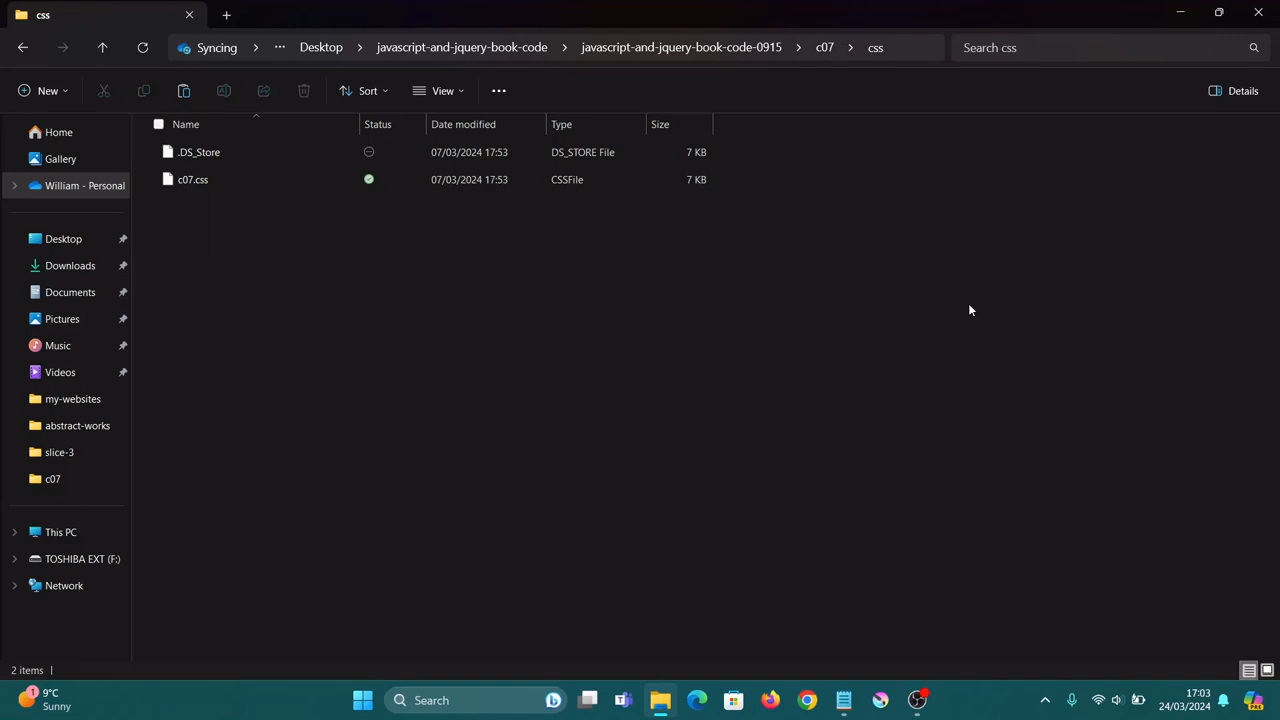 css
Syncing ... Desktop javascript-and-jquery-book-code javascript-and-jquery-book-code-0915 c07 css Search css
New Sort View ... Details
Name Status Date modified Type Size
.DS_Store 07/03/2024 17:53 DS_STORE File 7 KB
c07.css 07/03/2024 17:53 CSSFile 7 KB
Home
Gallery
William - Personal
Desktop
Downloads
Documents
Pictures
Music
Videos
my-websites
abstract-works
slice-3
c07
This PC
TOSHIBA EXT (F:)
Network
2 items
1
9°C
Sunny
Search
17:03
24/03/2024
PRE